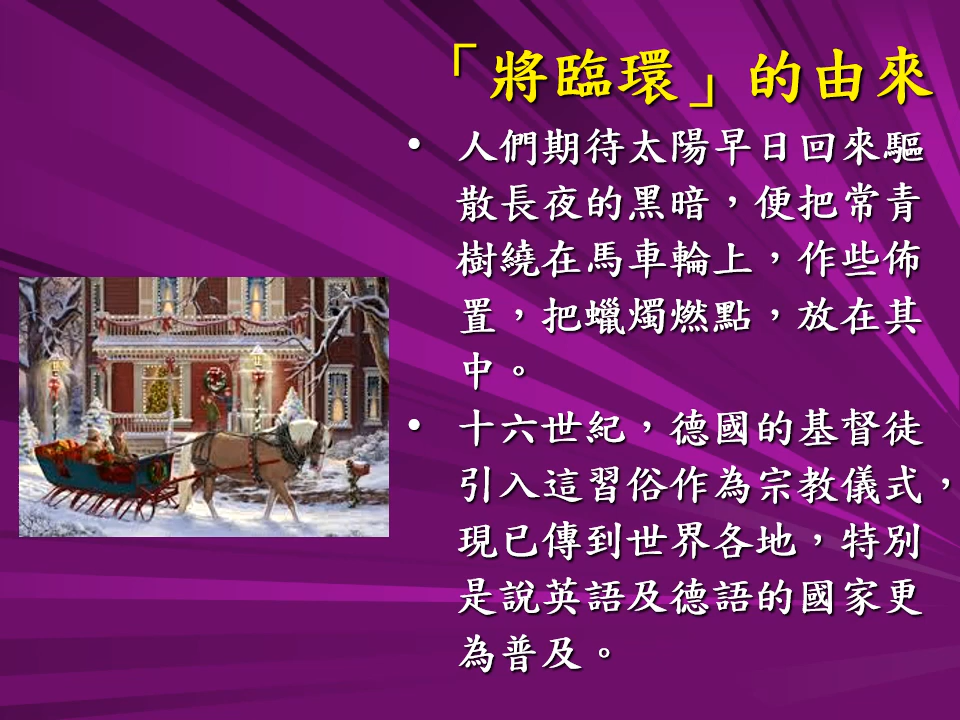 「將臨環」的由來
• 人們期待太陽早日回來驅
散長夜的黑暗，便把常青
樹繞在馬車輪上，作些佈
置，把蠟燭燃點，放在其
中。
• 十六世紀，德國的基督徒
引入這習俗作為宗教儀式，
現已傳到世界各地，特別
是說英語及德語的國家更
為普及。